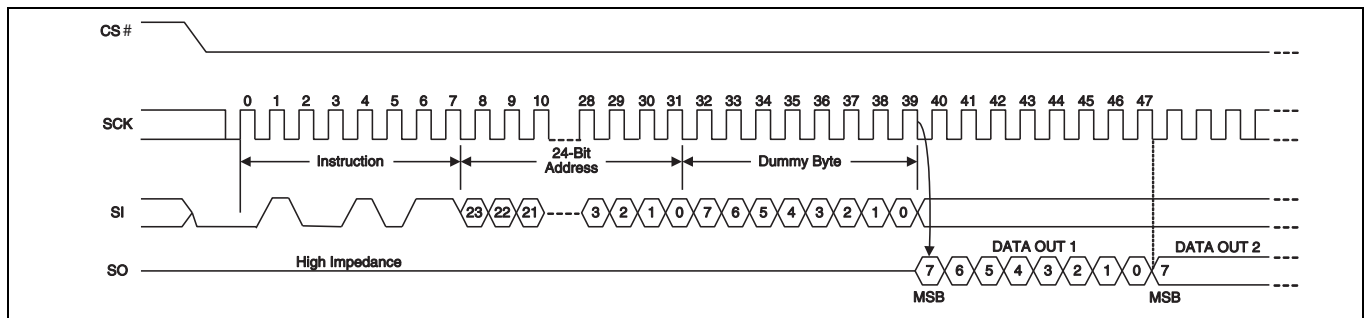 CS #
0 1 2 3 4 5 6 7 8 9 10 28 29 30 31 32 33 34 35 36 37 38 39 40 41 42 43 44 45 46 47
SCK
Instruction
24-Bit
Address
Dummy Byte
SI
23 22 21 3 2 1 0 7 6 5 4 3 2 1 0
DATA OUT 1
DATA OUT 2
High Impedance
SO
7 6 5 4 3 2 1 0 7
MSB
MSB